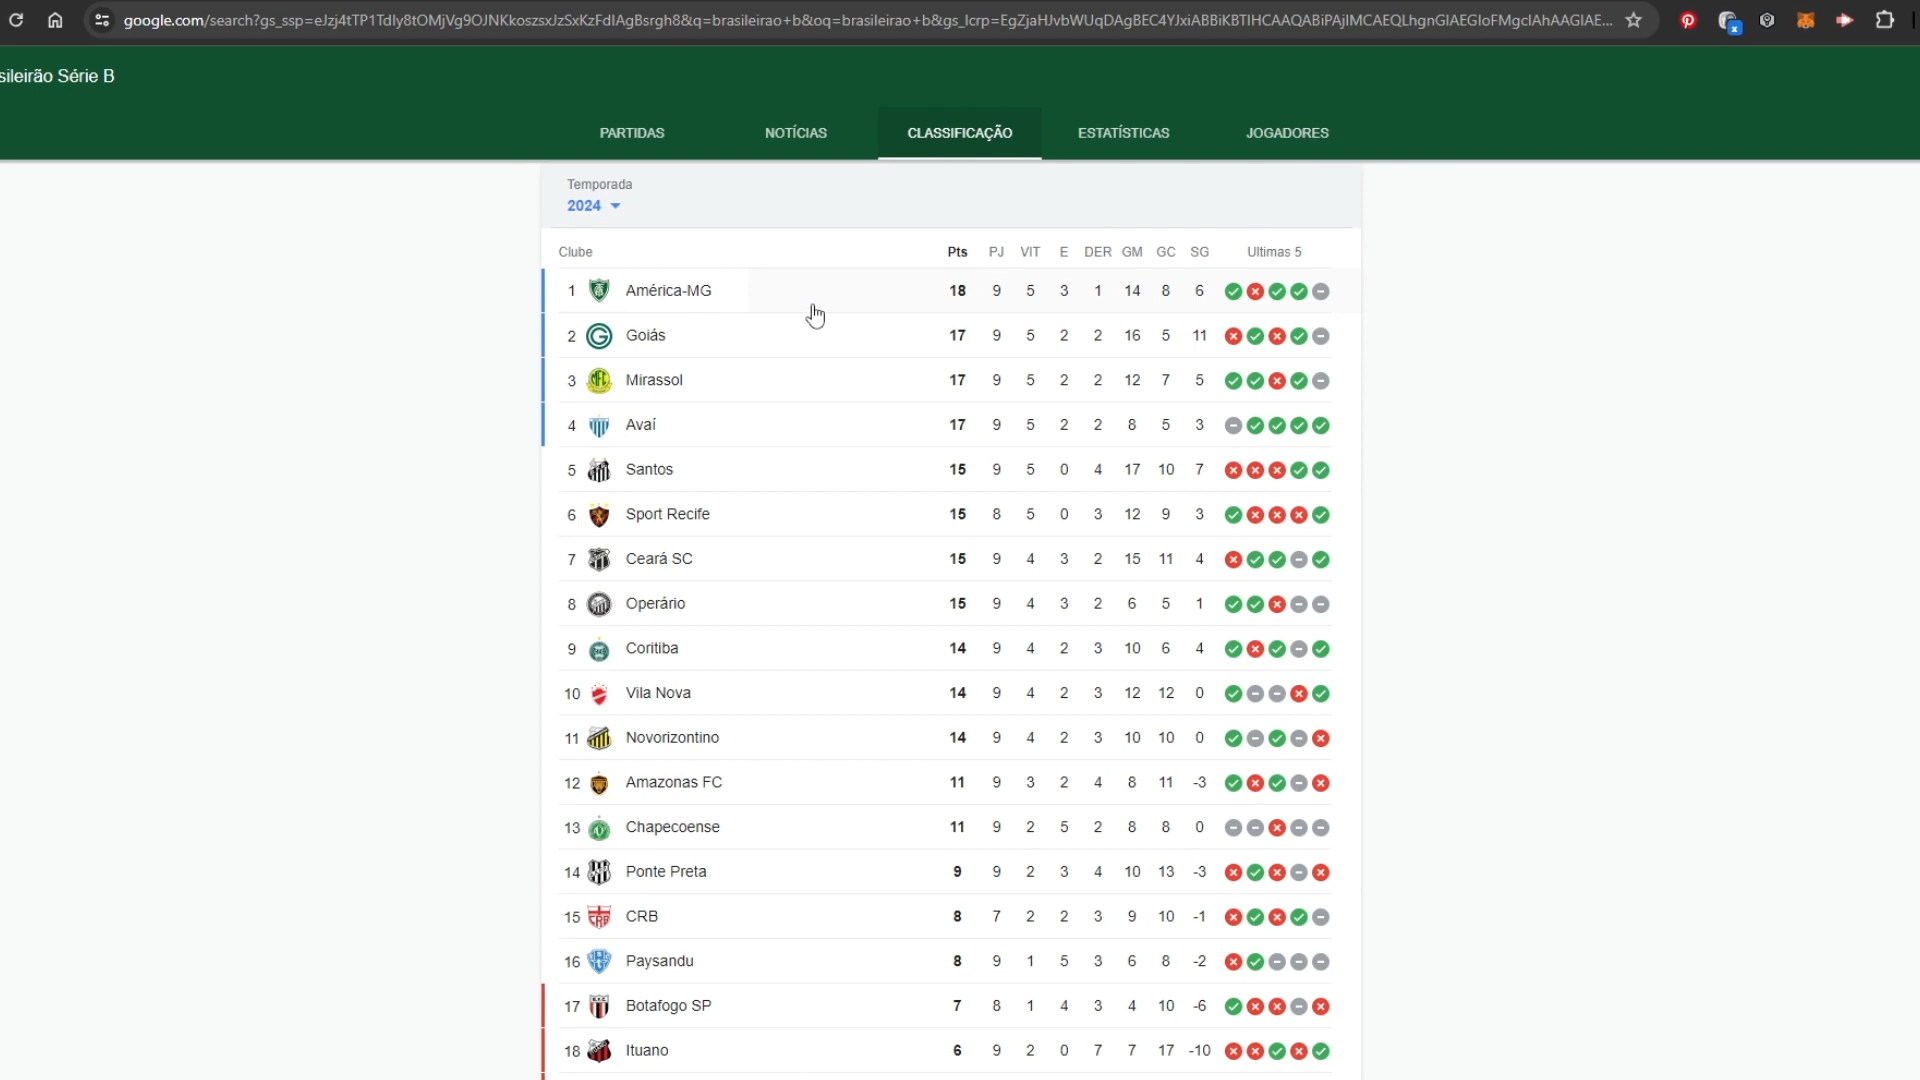 google.com/search?gs_ssp=eJzj4tTP1TdIy8tOMjVg9OJNKkoszsxJzSxKzFdIAgBsrgh8&q=brasileirao+b&oq=brasileirao+b&gs_lcrp=EgZjaHJvbWUqDAgBEC4YJxiABBiKBTIHCAAQABiPAjIMCAEQLhgnGIAEGIoFMgcIAhAAGIAE...
sileirão Série B
PARTIDAS NOTÍCIAS CLASSIFICAÇÃO ESTATÍSTICAS JOGADORES
Temporada
2024
Clube Pts PJ VIT E DER GM GC SG Ultimas 5
1 América-MG 18 9 5 3 1 14 8 6
2 Goiás 17 9 5 2 2 16 5 11
3 Mirassol 17 9 5 2 2 12 7 5
4 Avaí 17 9 5 2 2 8 5 3
5 Santos 15 9 5 0 4 17 10 7
6 Sport Recife 15 8 5 0 3 12 9 3
7 Ceará SC 15 9 4 3 2 15 11 4
8 Operário 15 9 4 3 2 6 5 1
9 Coritiba 14 9 4 2 3 10 6 4
10 Vila Nova 14 9 4 2 3 12 12 0
11 Novorizontino 14 9 4 2 3 10 10 0
12 Amazonas FC 11 9 3 2 4 8 11 -3
13 Chapecoense 11 9 2 5 2 8 8 0
14 Ponte Preta 9 9 2 3 4 10 13 -3
15 CRB 8 7 2 2 3 9 10 -1
16 Paysandu 8 9 1 5 3 6 8 -2
17 Botafogo SP 7 8 1 4 3 4 10 -6
18 Ituano 6 9 2 0 7 7 17 -10